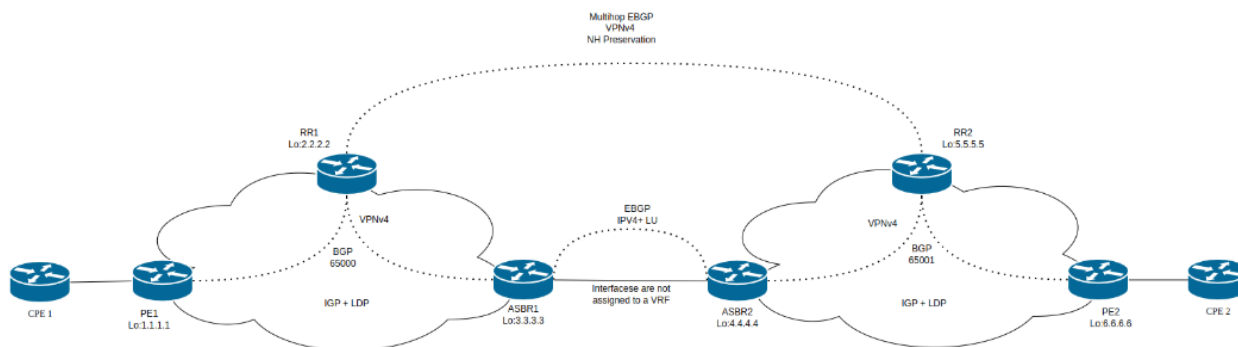 Multihop EBGP
VPNv4
NH Preservation
RR1
Lo:2.2.2.2
RR2
Lo:5.5.5.5
VPNv4
EBGP
IPV4+ LU
VPNv4
BGP
65000
BGP
65001
Interfacese are not
assigned to a VRF
CPE 1
PE1
Lo:1.1.1.1
IGP + LDP
ASBR1
Lo:3.3.3.3
ASBR2
Lo:4.4.4.4
IGP + LDP
PE2
Lo:6.6.6.6
CPE 2